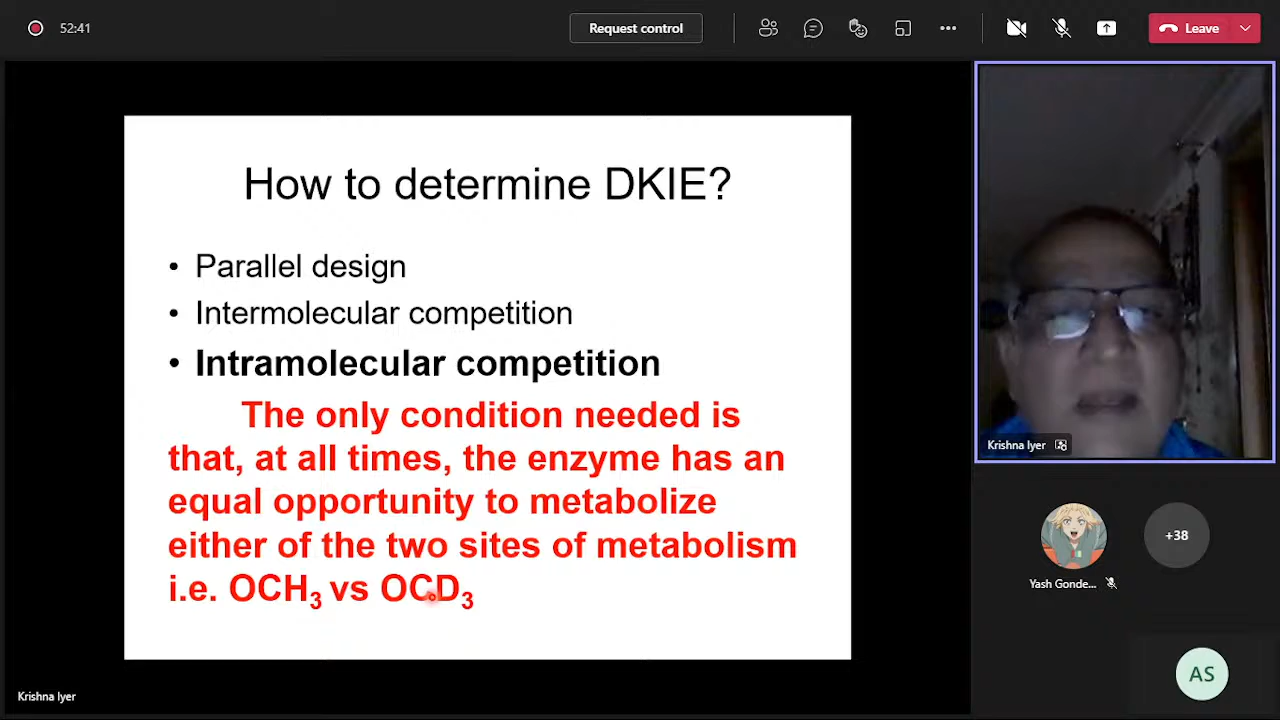 52:41
Request control
Leave
How to determine DKIE?
• Parallel design
• Intermolecular competition
• Intramolecular competition
The only condition needed is
that, at all times, the enzyme has an
equal opportunity to metabolize
either of the two sites of metabolism
i.e. OCH₃ vs OCD₃
Krishna Iyer
Krishna Iyer
+38
Yash Gonde...
AS